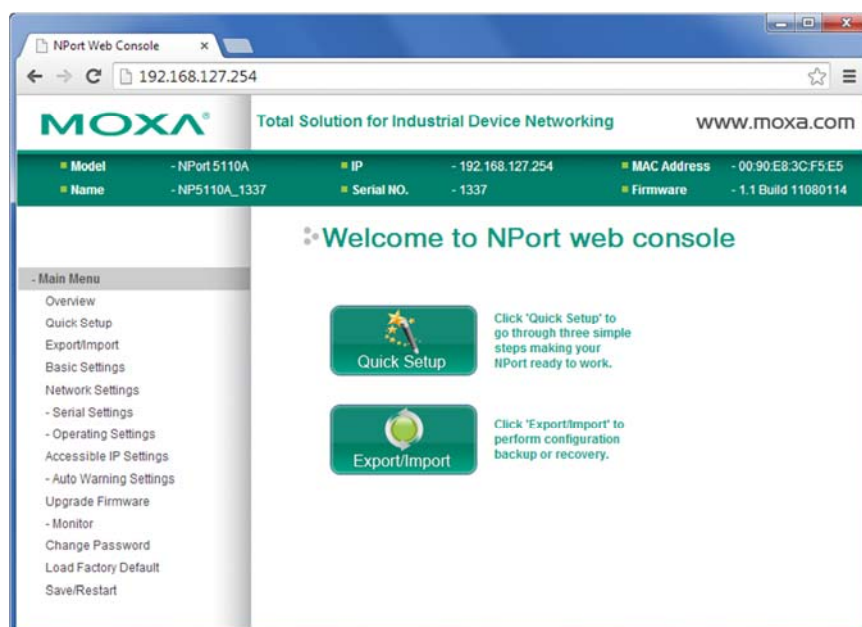 NPort Web Console
192.168.127.254
MOXA® Total Solution for Industrial Device Networking www.moxa.com
Model - NPort 5110A IP - 192.168.127.254 MAC Address - 00:90:E8:3C:F5:E5
Name - NP5110A_1337 Serial NO. - 1337 Firmware - 1.1 Build 11080114
Welcome to NPort web console
- Main Menu
Overview
Quick Setup
Export/Import
Basic Settings
Network Settings
- Serial Settings
- Operating Settings
Accessible IP Settings
- Auto Warning Settings
Upgrade Firmware
- Monitor
Change Password
Load Factory Default
Save/Restart
Quick Setup
Click 'Quick Setup' to
go through three simple
steps making your
NPort ready to work.
Export/Import
Click 'Export/Import' to
perform configuration
backup or recovery.